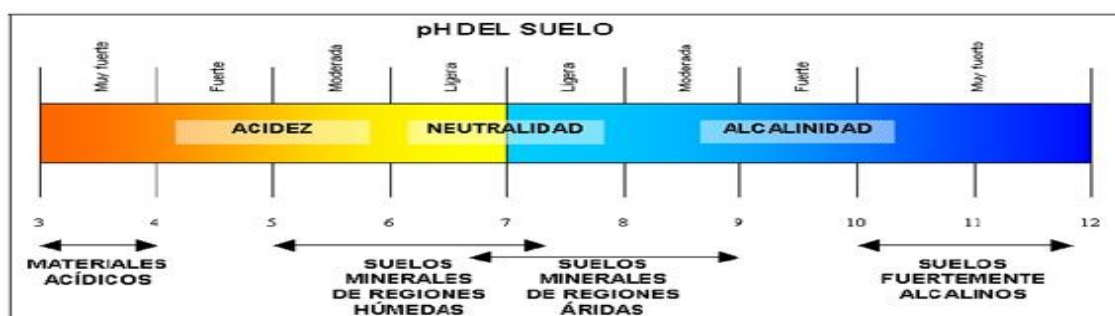 pH DEL SUELO
Muy fuerte
Fuerte
Moderada
Ligera
Ligera
Moderada
Fuerte
Muy fuerto
ACIDEZ
NEUTRALIDAD
ALCALINIDAD
3 4 5 6 7 8 9 10 11 12
MATERIALES
ACÍDICOS
SUELOS
MINERALES
DE REGIONES
HÚMEDAS
SUELOS
MINERALES
DE REGIONES
ÁRIDAS
SUELOS
FUERTEMENTE
ALCALINOS